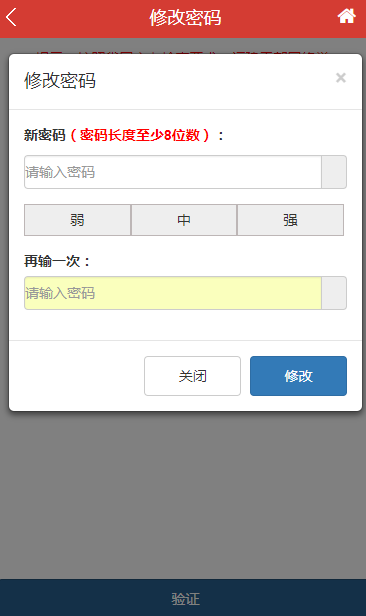 修改密码
修改密码
×
新密码（密码长度至少8位数）：
请输入密码
弱 中 强
再输一次：
请输入密码
关闭 修改
验证